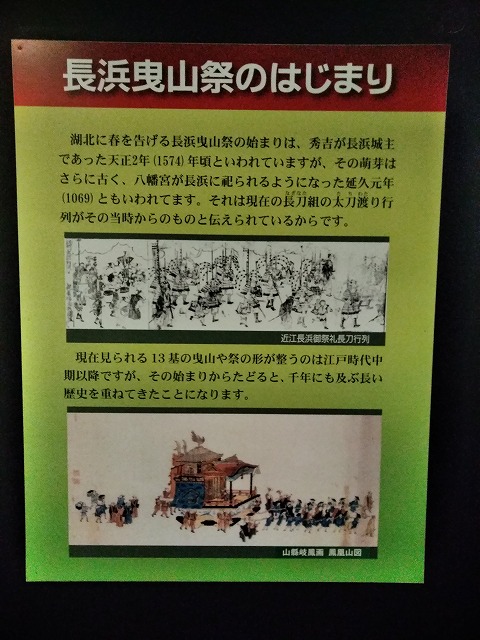 長浜曳山祭のはじまり
湖北に春を告げる長浜曳山祭の始まりは、秀吉が長浜城主
であった天正2年(1574)年頃といわれていますが、その萌芽は
さらに古く、八幡宮が長浜に祀られるようになった延久元年
(1069)ともいわれてます。それは現在の長刀組の太刀渡り行
なぎなた たちわた
列がその当時からのものと伝えられているからです。
近江長浜御祭礼長刀行列
現在見られる13基の曳山や祭の形が整うのは江戸時代中
期以降ですが、その始まりからたどると、千年にも及ぶ長い
歴史を重ねてきたことになります。
山縣岐鳳画 鳳凰山図